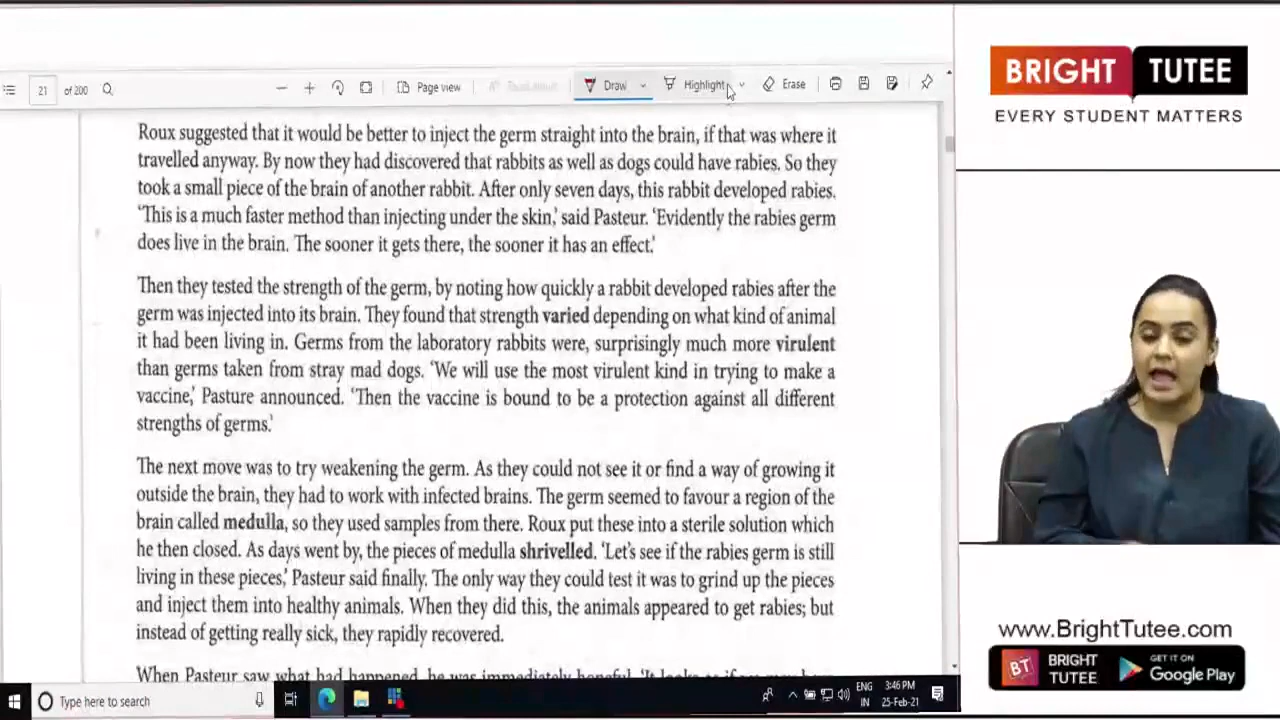 BRIGHT TUTEE
EVERY STUDENT MATTERS
21 of 200
Page view
Draw
Highlight
Erase
Roux suggested that it would be better to inject the germ straight into the brain, if that was where it
travelled anyway. By now they had discovered that rabbits as well as dogs could have rabies. So they
took a small piece of the brain of another rabbit. After only seven days, this rabbit developed rabies.
'This is a much faster method than injecting under the skin,' said Pasteur. 'Evidently the rabies germ
does live in the brain. The sooner it gets there, the sooner it has an effect.'
Then they tested the strength of the germ, by noting how quickly a rabbit developed rabies after the
germ was injected into its brain. They found that strength varied depending on what kind of animal
it had been living in. Germs from the laboratory rabbits were, surprisingly much more virulent
than germs taken from stray mad dogs. 'We will use the most virulent kind in trying to make a
vaccine,' Pasture announced. 'Then the vaccine is bound to be a protection against all different
strengths of germs.'
The next move was to try weakening the germ. As they could not see it or find a way of growing it
outside the brain, they had to work with infected brains. The germ seemed to favour a region of the
brain called medulla, so they used samples from there. Roux put these into a sterile solution which
he then closed. As days went by, the pieces of medulla shrivelled. 'Let's see if the rabies germ is still
living in these pieces,' Pasteur said finally. The only way they could test it was to grind up the pieces
and inject them into healthy animals. When they did this, the animals appeared to get rabies; but
instead of getting really sick, they rapidly recovered.
When Pasteur saw what had happened, he was immediately hopeful. 'It looks as if
www.BrightTutee.com
BT BRIGHT TUTEE
GET IT ON Google Play
Type here to search
ENG
IN
3:46 PM
25-Feb-21